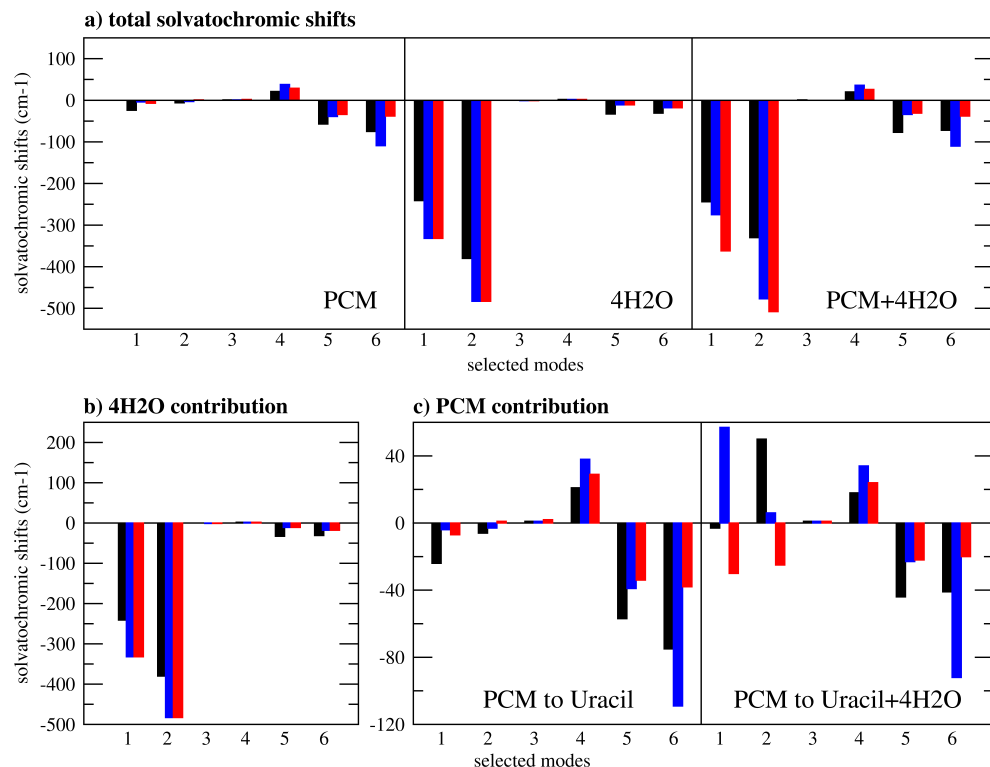 a) total solvatochromic shifts
solvatochromic shifts (cm-1)
100
0
-100
-200
-300
-400
-500
PCM
4H2O
PCM+4H2O
1 2 3 4 5 6 1 2 3 4 5 6 1 2 3 4 5 6
selected modes
b) 4H2O contribution
solvatochromic shifts (cm-1)
200
100
0
-100
-200
-300
-400
-500
1 2 3 4 5 6
c) PCM contribution
40
0
-40
-80
-120
PCM to Uracil
PCM to Uracil+4H2O
1 2 3 4 5 6 1 2 3 4 5 6
selected modes